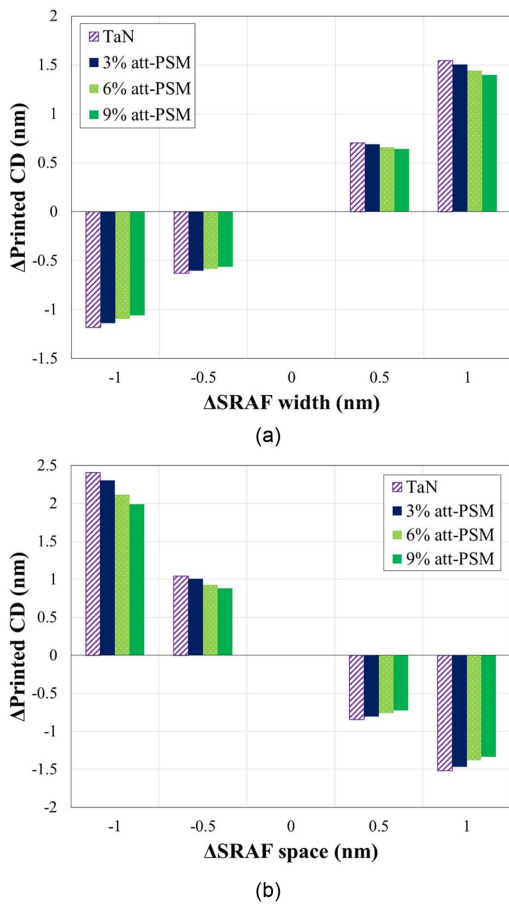 2
1.5
1
0.5
0
-0.5
-1
-1.5
ΔPrinted CD (nm)
TaN
3% att-PSM
6% att-PSM
9% att-PSM
-1 -0.5 0 0.5 1
ΔSRAF width (nm)
(a)
2.5
2
1.5
1
0.5
0
-0.5
-1
-1.5
-2
ΔPrinted CD (nm)
TaN
3% att-PSM
6% att-PSM
9% att-PSM
-1 -0.5 0 0.5 1
ΔSRAF space (nm)
(b)